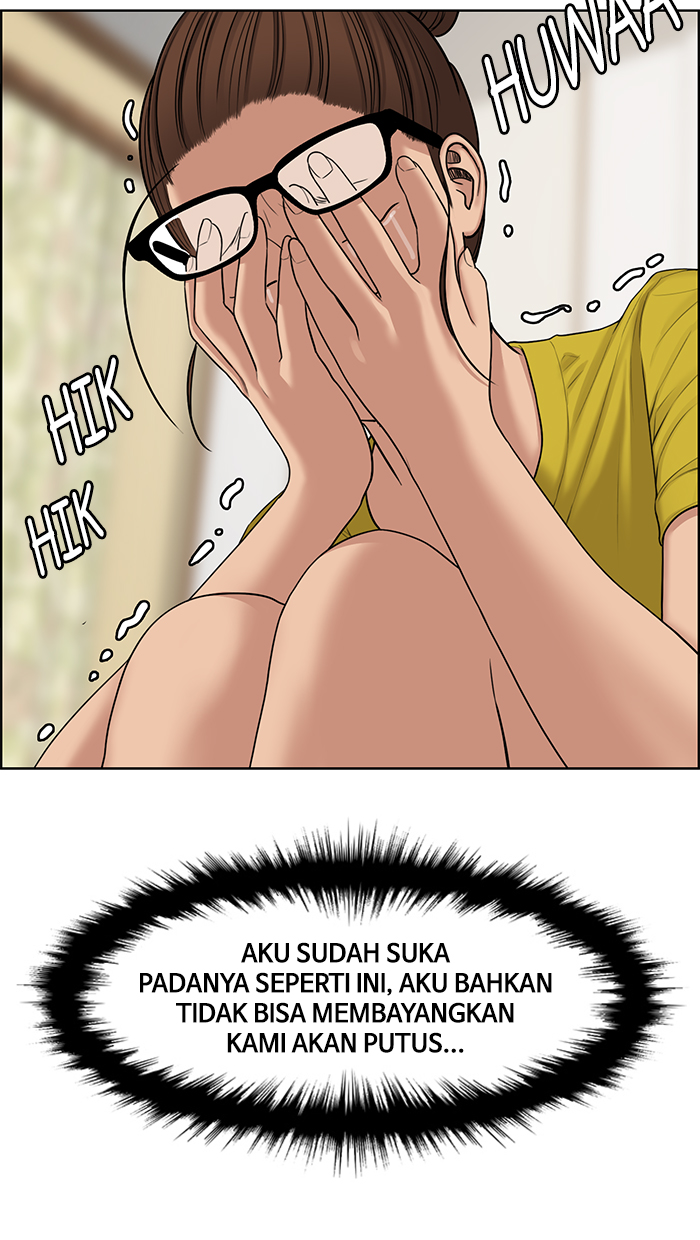 HUWAA
HIK
HIK
AKU SUDAH SUKA
PADANYA SEPERTI INI, AKU BAHKAN
TIDAK BISA MEMBAYANGKAN
KAMI AKAN PUTUS...